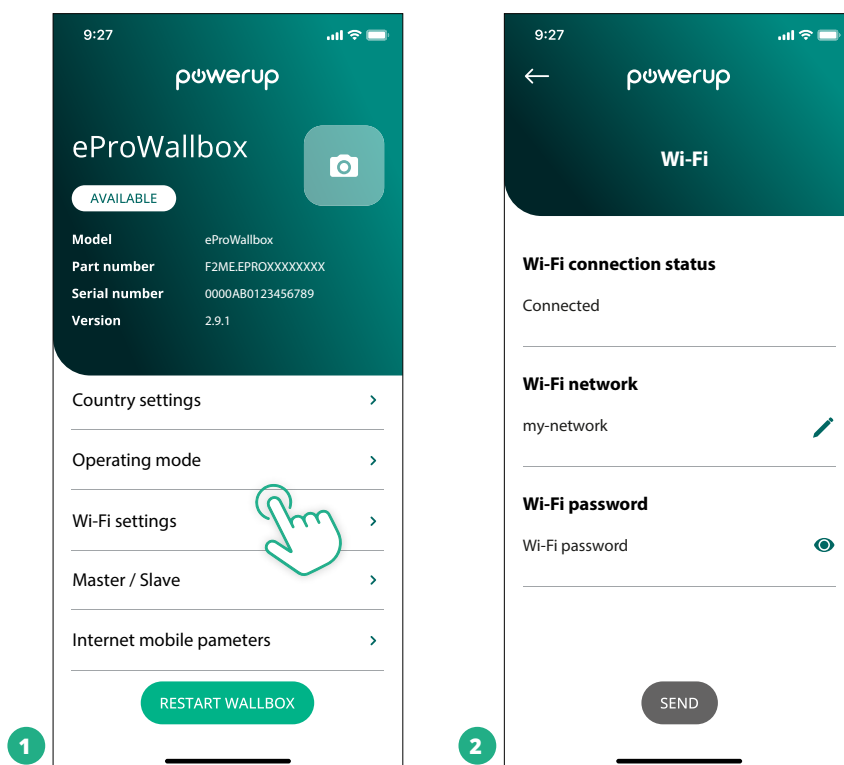 9:27
powerup
eProWallbox
AVAILABLE
Model eProWallbox
Part number F2ME.EPROXXXXXXXX
Serial number 0000AB0123456789
Version 2.9.1
Country settings
Operating mode
Wi-Fi settings
Master / Slave
Internet mobile pameters
RESTART WALLBOX
1
9:27
powerup
Wi-Fi
Wi-Fi connection status
Connected
Wi-Fi network
my-network
Wi-Fi password
Wi-Fi password
SEND
2